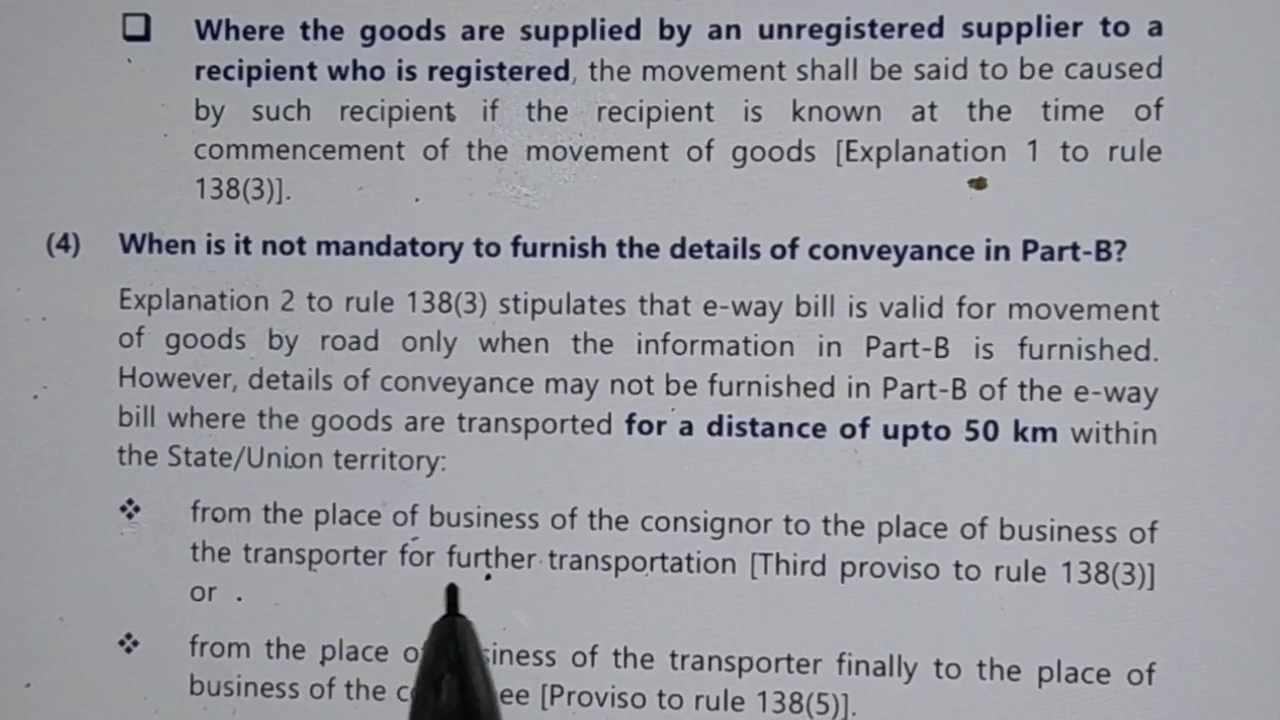 Where the goods are supplied by an unregistered supplier to a
recipient who is registered, the movement shall be said to be caused
by such recipient if the recipient is known at the time of
commencement of the movement of goods [Explanation 1 to rule
138(3)].
(4) When is it not mandatory to furnish the details of conveyance in Part-B?
Explanation 2 to rule 138(3) stipulates that e-way bill is valid for movement
of goods by road only when the information in Part-B is furnished.
However, details of conveyance may not be furnished in Part-B of the e-way
bill where the goods are transported for a distance of upto 50 km within
the State/Union territory:
from the place of business of the consignor to the place of business of
the transporter for further transportation [Third proviso to rule 138(3)]
or
from the place of the transporter finally to the place of
business of the [Proviso to rule 138(5)].